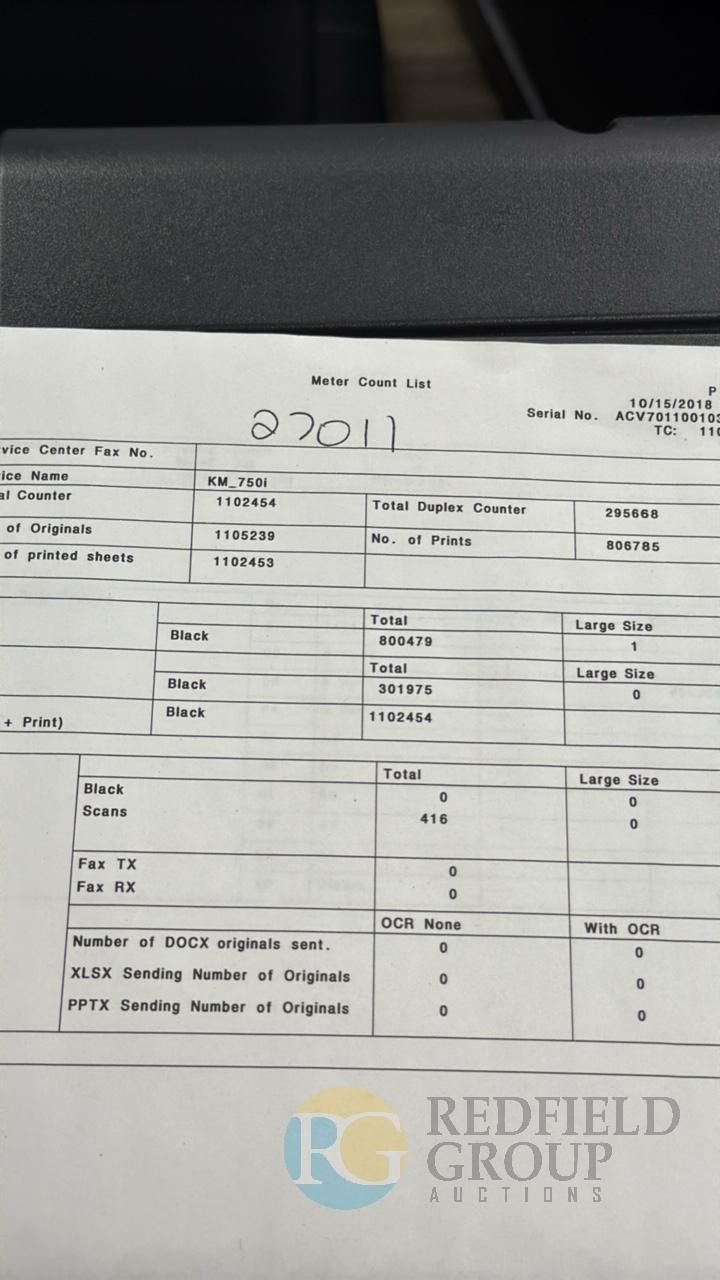 Meter Count List
P
10/15/2018
Serial No. ACV701100103
TC: 110
27011
vice Center Fax No.
ice Name KM_750i
al Counter 1102454 Total Duplex Counter 295668
of Originals 1105239 No. of Prints 806785
of printed sheets 1102453
Total Large Size
Black 800479 1
Total Large Size
Black 301975 0
+ Print) Black 1102454
Total Large Size
Black 0 0
Scans 416 0
Fax TX 0
Fax RX 0
OCR None With OCR
Number of DOCX originals sent. 0 0
XLSX Sending Number of Originals 0 0
PPTX Sending Number of Originals 0 0
RG
REDFIELD
GROUP
AUCTIONS